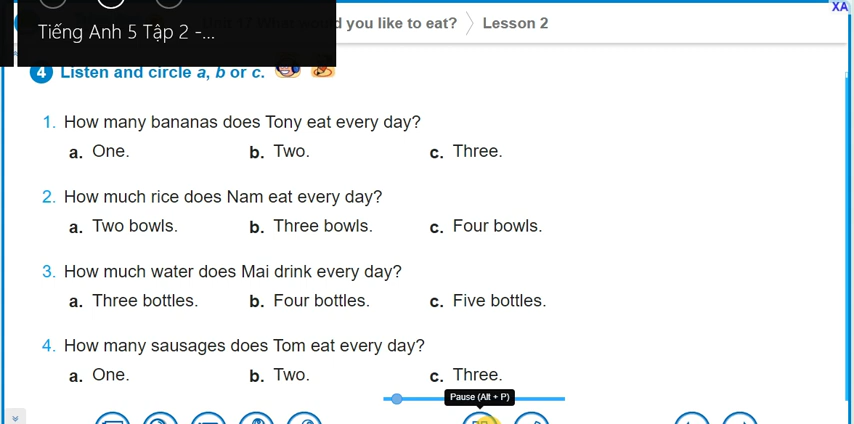 XA
Tiếng Anh 5 Tập 2 -...
you like to eat? Lesson 2
4 Listen and circle a, b or c.
1. How many bananas does Tony eat every day?
a. One. b. Two. c. Three.
2. How much rice does Nam eat every day?
a. Two bowls. b. Three bowls. c. Four bowls.
3. How much water does Mai drink every day?
a. Three bottles. b. Four bottles. c. Five bottles.
4. How many sausages does Tom eat every day?
a. One. b. Two. c. Three.
Pause (Alt + P)